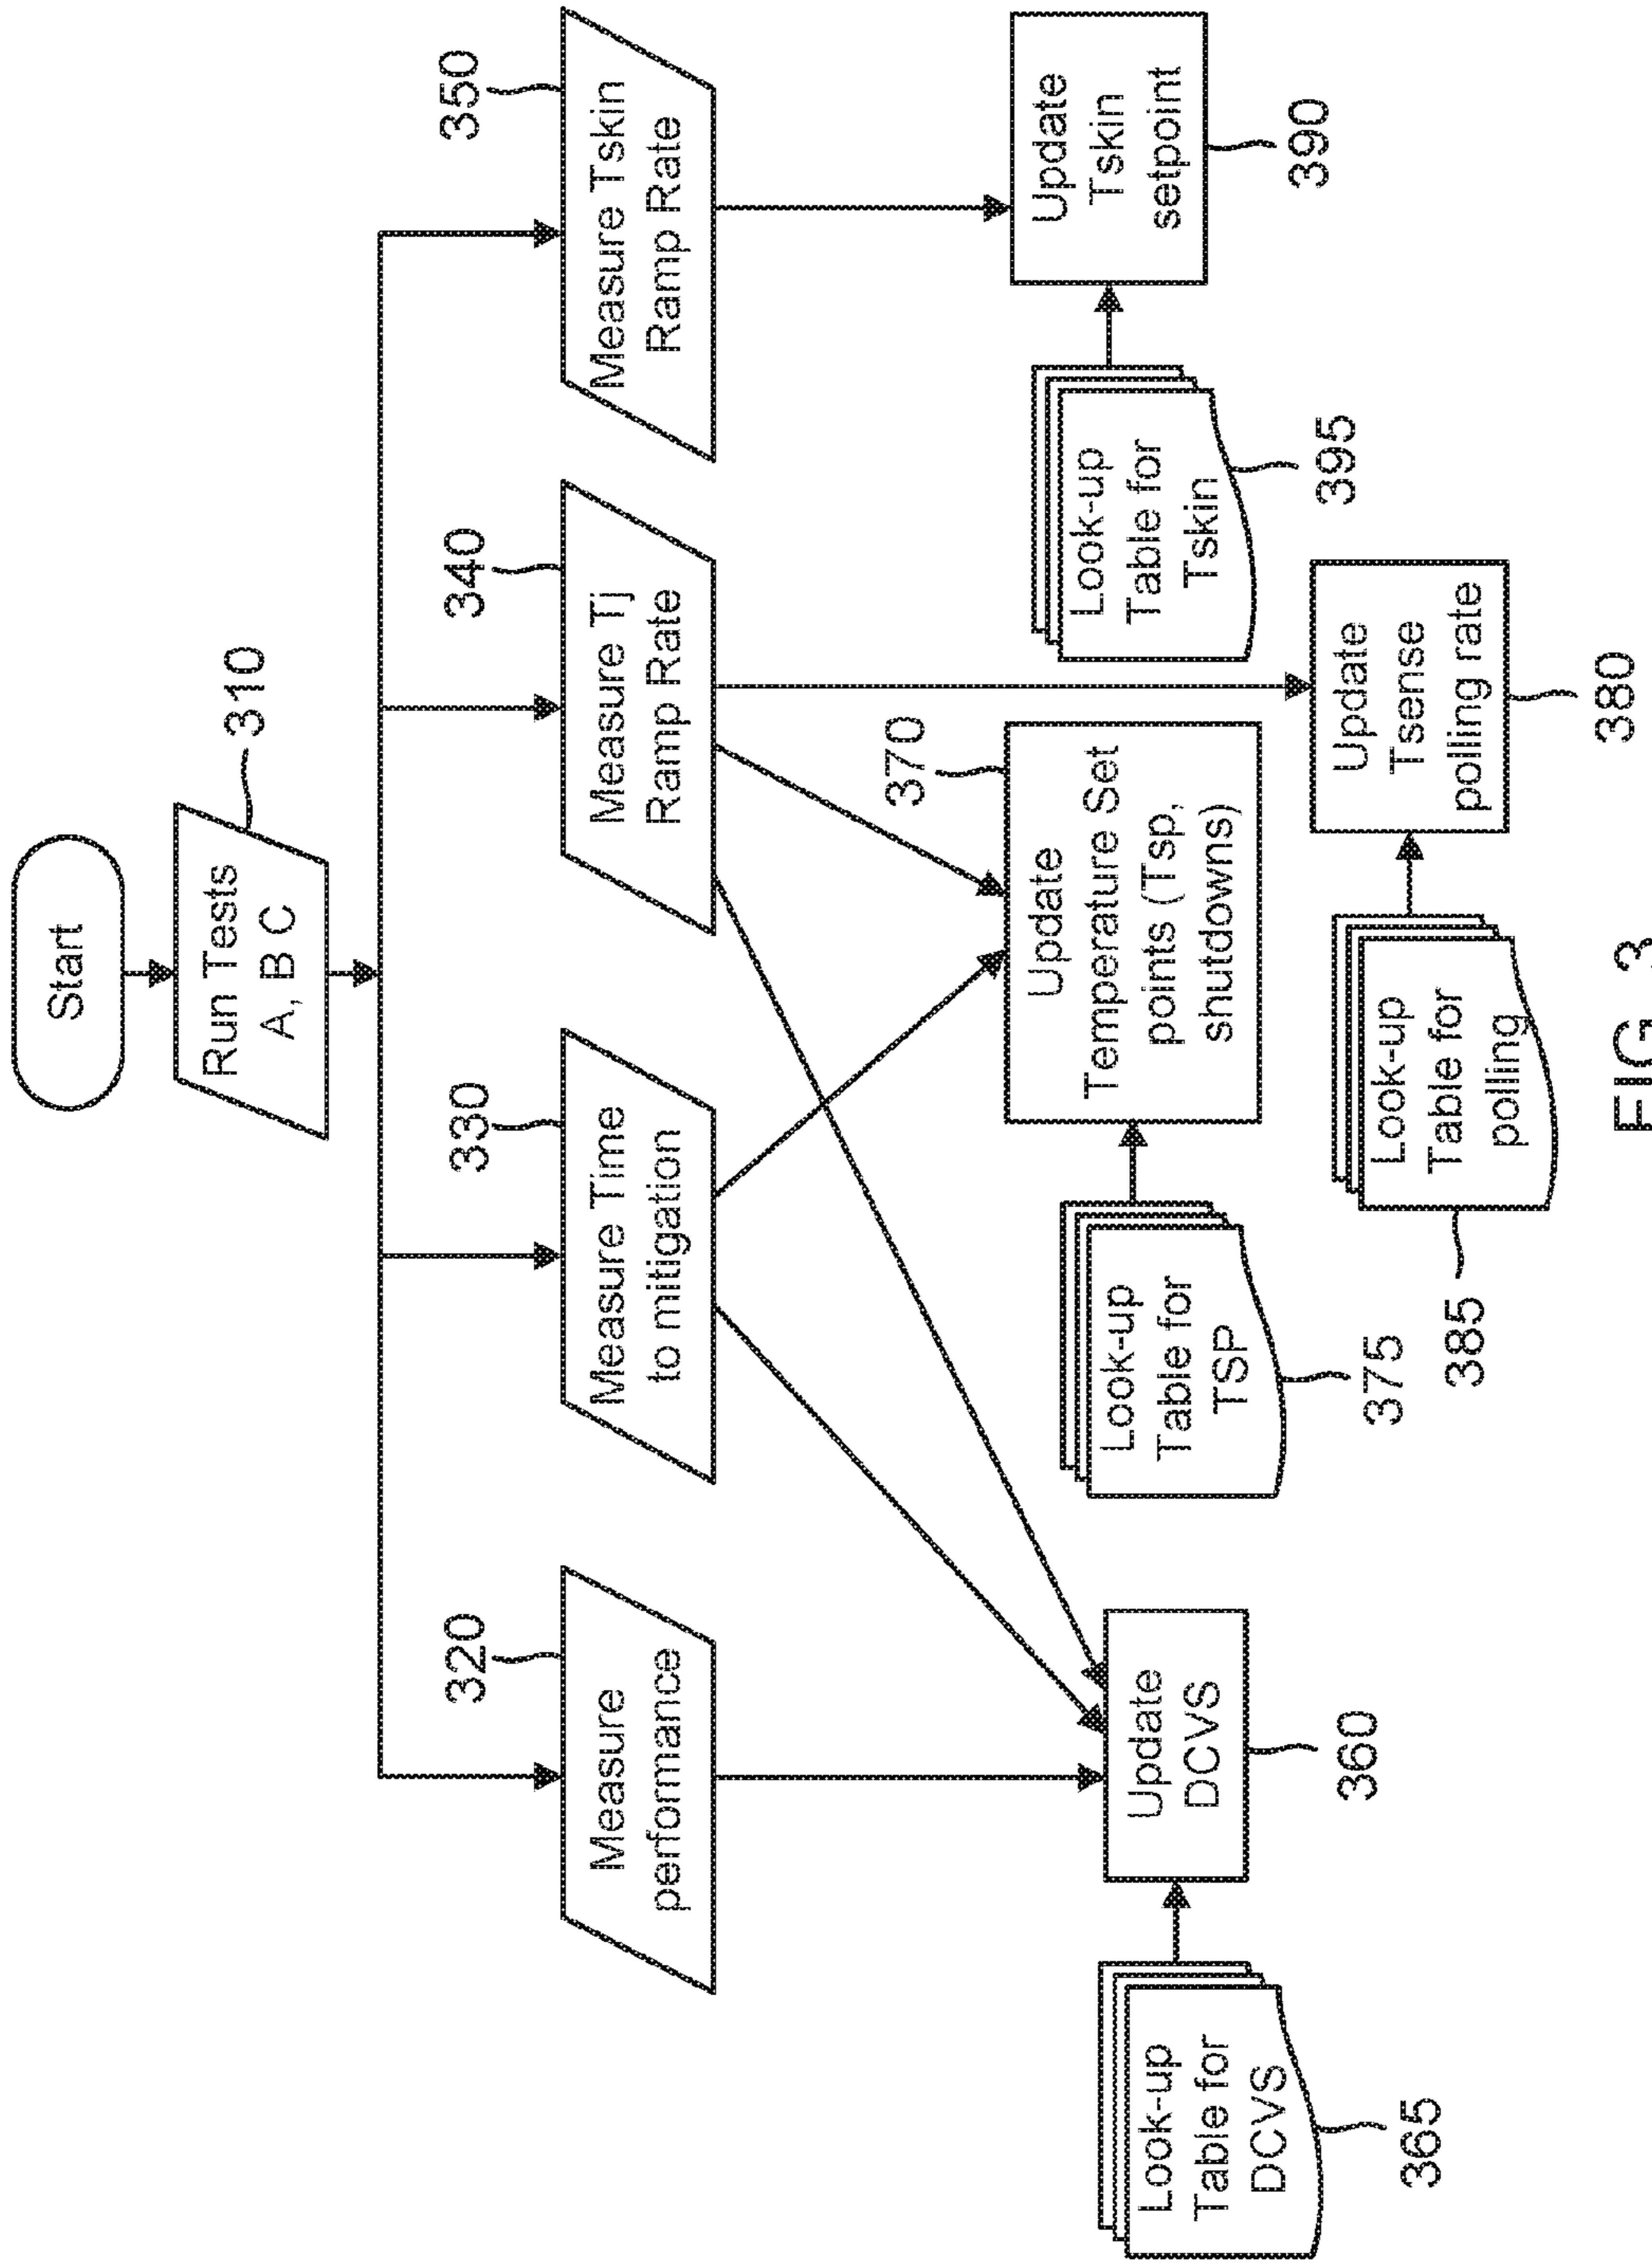 Start
Run Tests
A, B C
310
320
330
340
350
Measure
performance
Measure Time
to mitigation
Measure Tj
Ramp Rate
Measure Tskin
Ramp Rate
370
Look-up
Table for
DCVS
365
Update
DCVS
360
Look-up
Table for
TSP
375
Update
Temperature Set
points (Tsp,
shutdowns)
Look-up
Table for
Tskin
395
Update
Tskin
setpoint
390
Look-up
Table for
polling
385
Update
Tsense
polling rate
380
FIG. 3